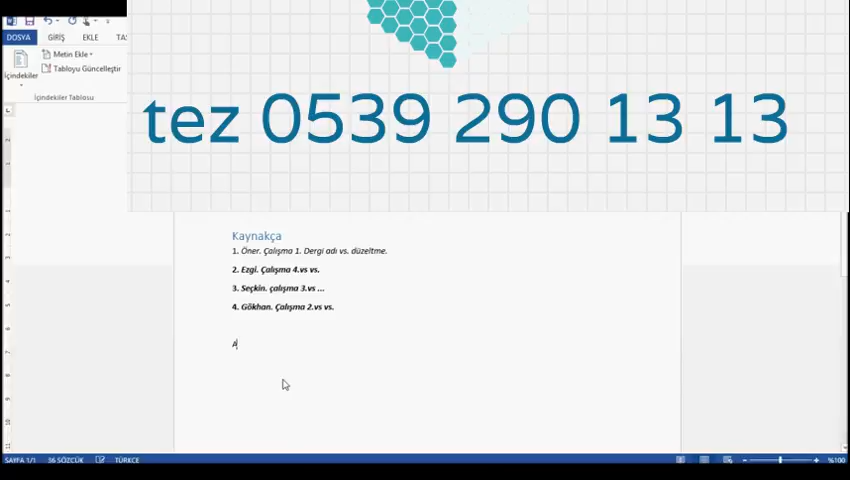 DOSYA GİRİŞ EKLE
Metin Ekle
Tabloyu Güncelleştir
İçindekiler
İçindekiler Tablosu
tez 0539 290 13 13
Kaynakça
1. Öner. Çalışma 1. Dergi adı vs. düzeltme.
2. Ezgi. Çalışma 4.vs vs.
3. Seçkin. çalışma 3.vs ...
4. Gökhan. Çalışma 2.vs vs.
A
SAYFA 1/1 36 SÖZCÜK TÜRKÇE %100